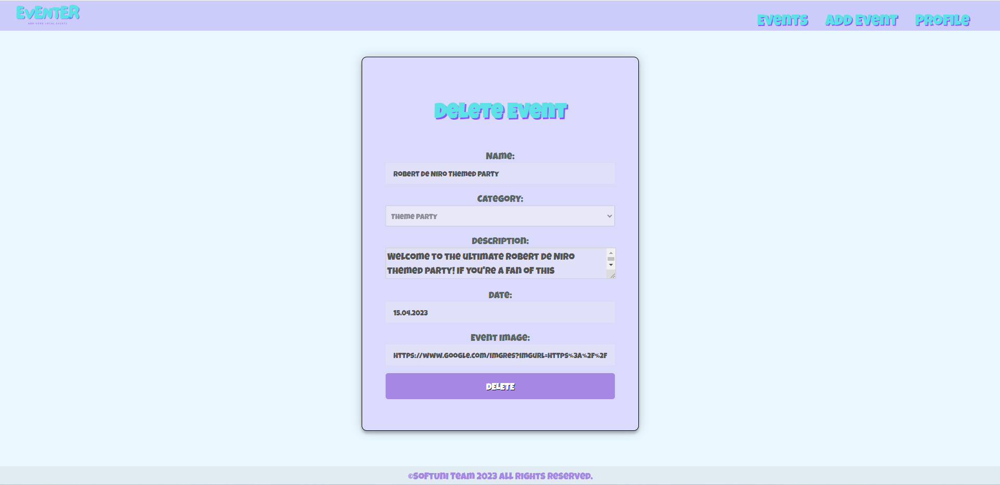 EVENTER
ADD YOUR LOCAL EVENTS
Events
Add Event
Profile
Delete Event
Name:
Robert De Niro Themed Party
Category:
Theme Party
Description:
Welcome to the ultimate Robert De Niro
themed party! If you're a fan of this
Date:
15.04.2023
Event Image:
https://www.google.com/imgres?imgurl=https%3A%2F%2F
DELETE
©SoftUni Team 2023 All rights reserved.